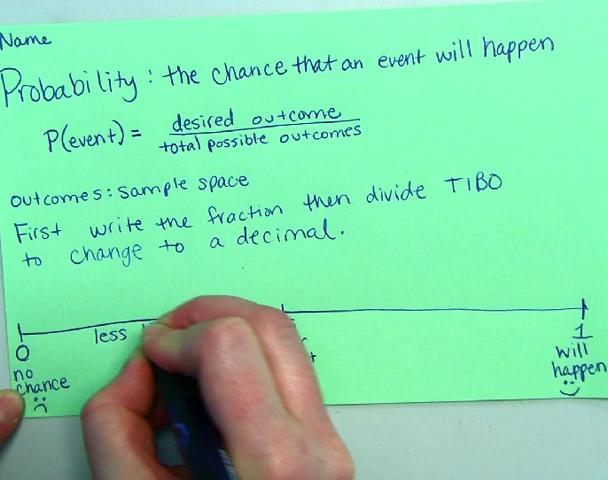 Name
Probability: the chance that an event will happen
P(event) = desired outcome
total possible outcomes
outcomes: sample space
First write the fraction then divide TIBO
to change to a decimal.
less
0
1
no
chance
will
happen